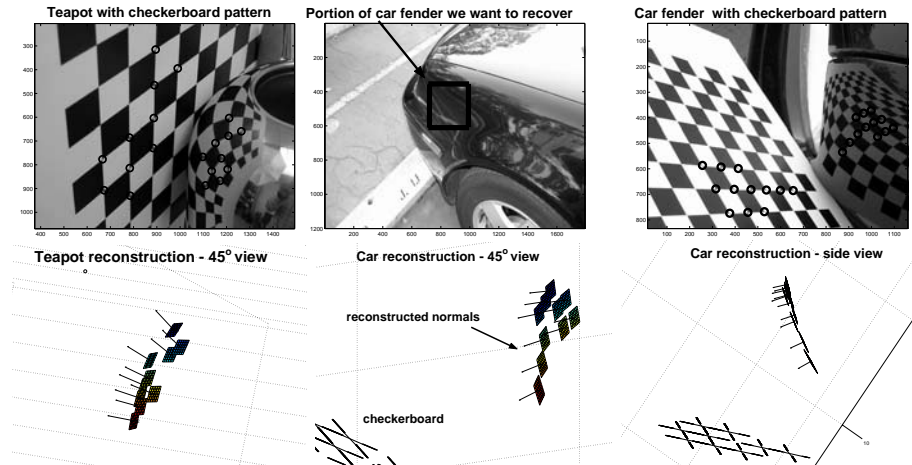 Teapot with checkerboard pattern
Portion of car fender we want to recover
Car fender with checkerboard pattern
300
400
500
600
700
800
900
1000
400 500 600 700 800 900 1000 1100 1200 1300 1400
200
400
600
800
1000
1200
200 400 600 800 1000 1200 1400 1600
100
200
300
400
500
600
700
800
100 200 300 400 500 600 700 800 900 1000 1100
Teapot reconstruction - 45° view
Car reconstruction - 45° view
Car reconstruction - side view
reconstructed normals
checkerboard